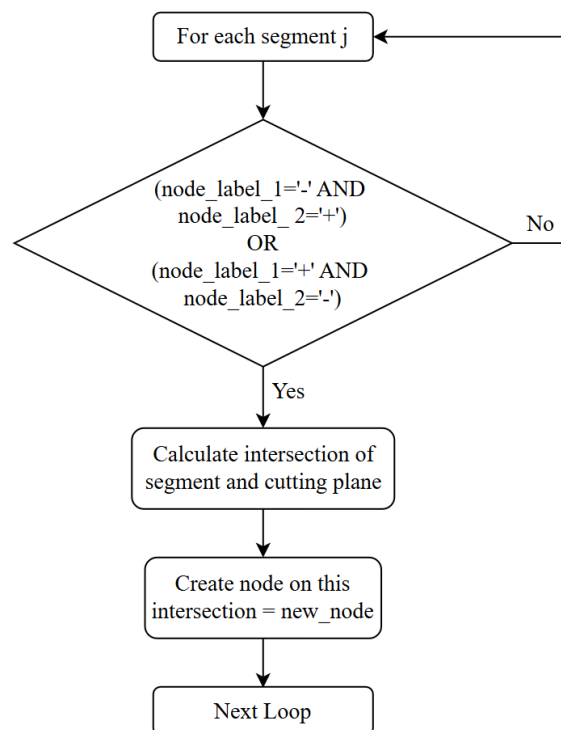 For each segment j
(node_label_1='-' AND
node_label_ 2='+')
OR
(node_label_1='+' AND
node_label_2='-')
No
Yes
Calculate intersection of
segment and cutting plane
Create node on this
intersection = new_node
Next Loop